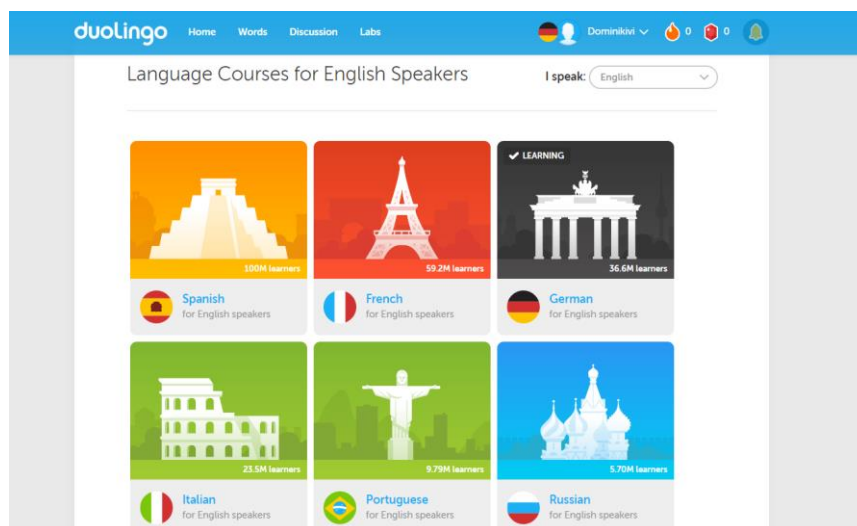 duolingo Home Words Discussion Labs Dominikivi 0 0
Language Courses for English Speakers I speak: English
LEARNING
100M learners 59.2M learners 36.6M learners
Spanish French German
for English speakers for English speakers for English speakers
23.5M learners 9.79M learners 5.70M learners
Italian Portuguese Russian
for English speakers for English speakers for English speakers